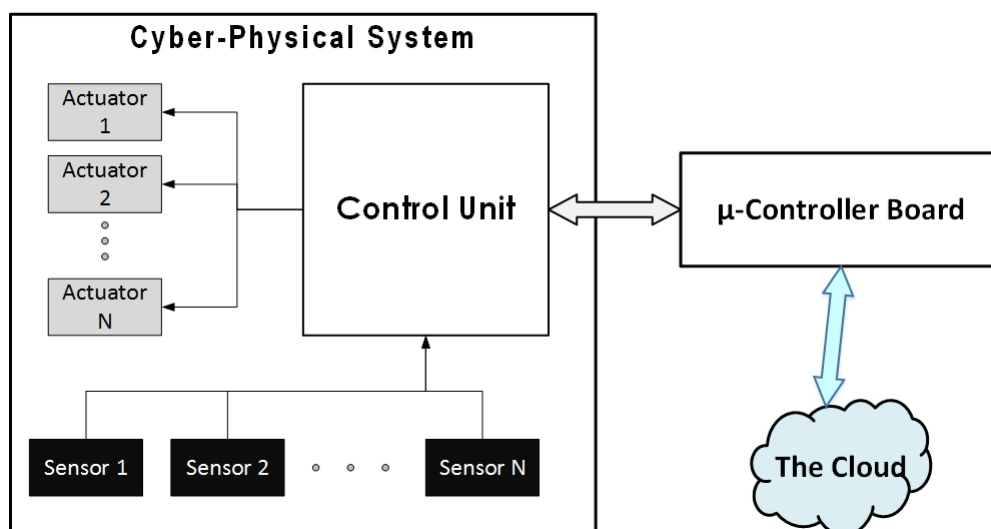 Cyber-Physical System
Actuator
1
Actuator
2
Actuator
N
Control Unit
μ-Controller Board
Sensor 1
Sensor 2
Sensor N
The Cloud